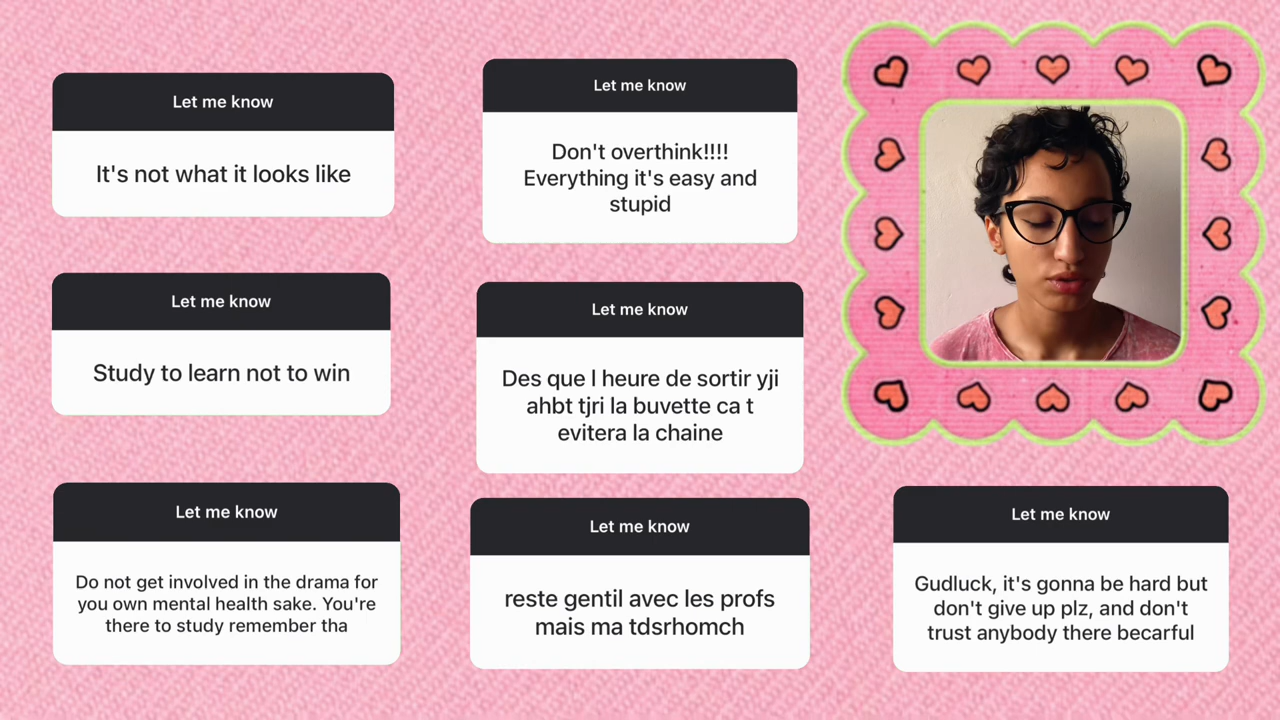 Let me know
It's not what it looks like
Let me know
Don't overthink!!!!
Everything it's easy and
stupid
Let me know
Study to learn not to win
Let me know
Des que l heure de sortir yji
ahbt tjri la buvette ca t
evitera la chaine
Let me know
Do not get involved in the drama for
you own mental health sake. You're
there to study remember tha
Let me know
reste gentil avec les profs
mais ma tdsrhomch
Let me know
Gudluck, it's gonna be hard but
don't give up plz, and don't
trust anybody there becarful